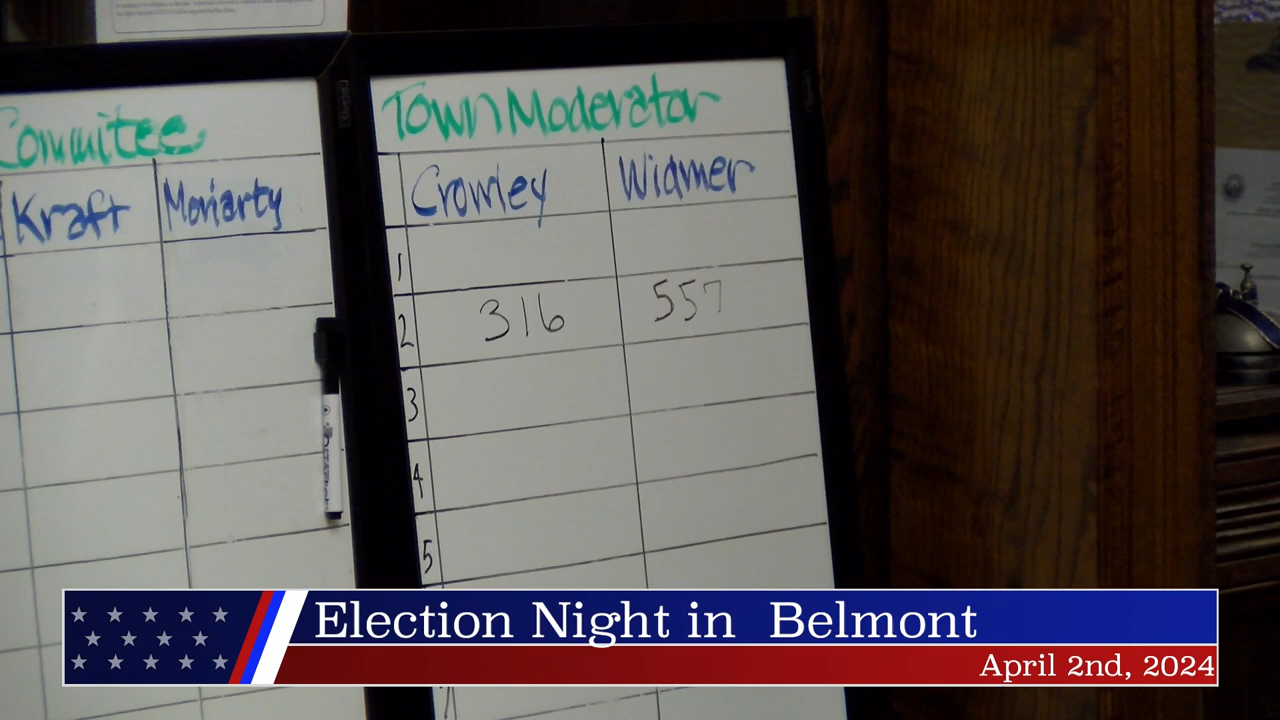 Committee
Kraft Moriarty
Town Moderator
Crowley Widmer
1
2 316 557
3
4
5
Election Night in Belmont
April 2nd, 2024